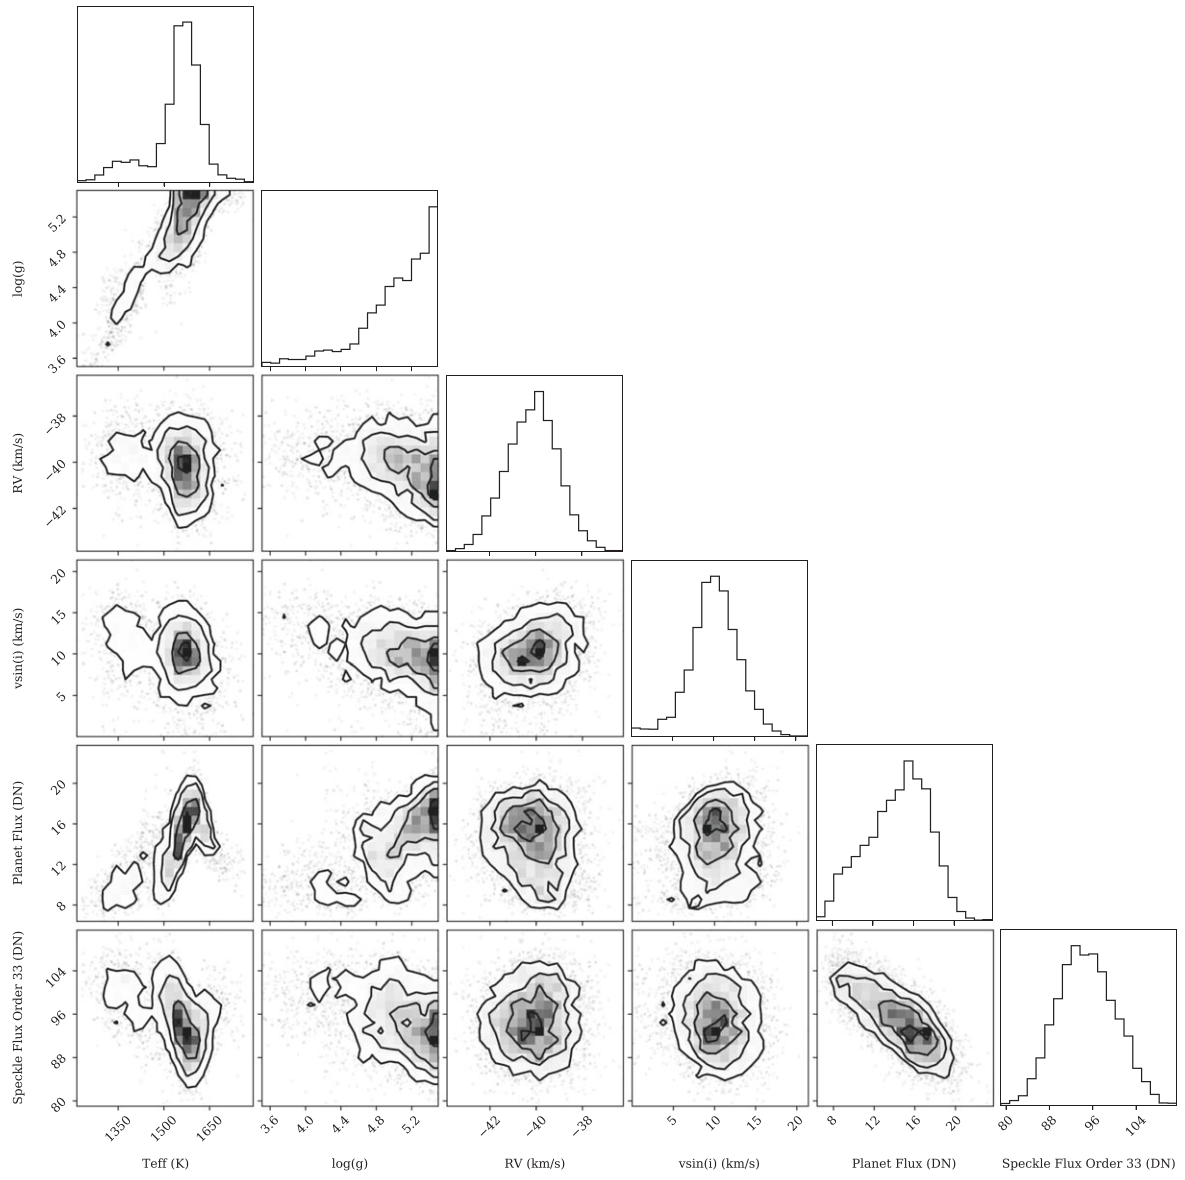 log(g)
5.2
4.8
4.4
4.0
3.6
RV (km/s)
−38
−40
−42
vsin(i) (km/s)
20
15
10
5
Planet Flux (DN)
20
16
12
8
Speckle Flux Order 33 (DN)
104
96
88
80
1350 1500 1650
3.6 4.0 4.4 4.8 5.2
−42 −40 −38
5 10 15 20
8 12 16 20
80 88 96 104
Teff (K) log(g) RV (km/s) vsin(i) (km/s) Planet Flux (DN) Speckle Flux Order 33 (DN)